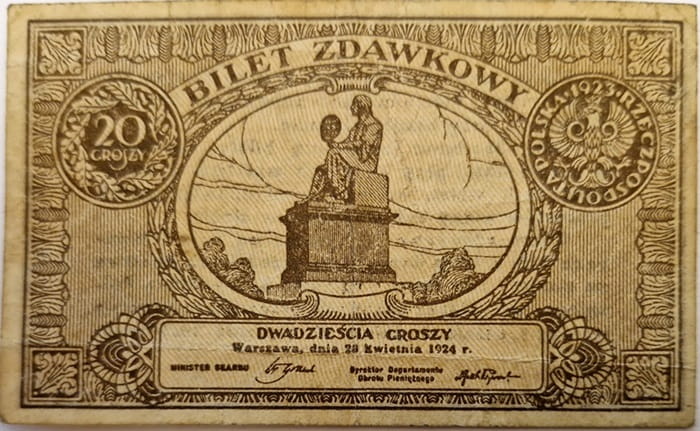 BILET ZDAWKOWY
20
GROSZY
RZECZPOSPOLITA POLSKA·1923·
DWADZIEŚCIA GROSZY
Warszawa, dnia 28 Kwietnia 1924 r.
MINISTER SKARBU
Dyrektor Departamentu
Obrotu Pieniężnego